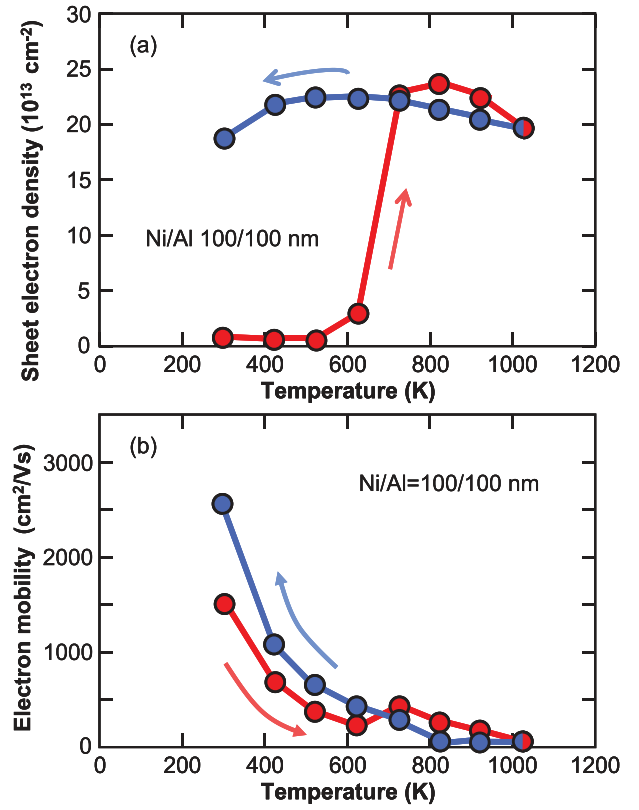 30
(a)
25
20
15
10
5
0
Sheet electron density (10¹³ cm⁻²)
Ni/Al 100/100 nm
0 200 400 600 800 1000 1200
Temperature (K)
(b)
3000
2000
1000
0
Electron mobility (cm²/Vs)
Ni/Al=100/100 nm
0 200 400 600 800 1000 1200
Temperature (K)